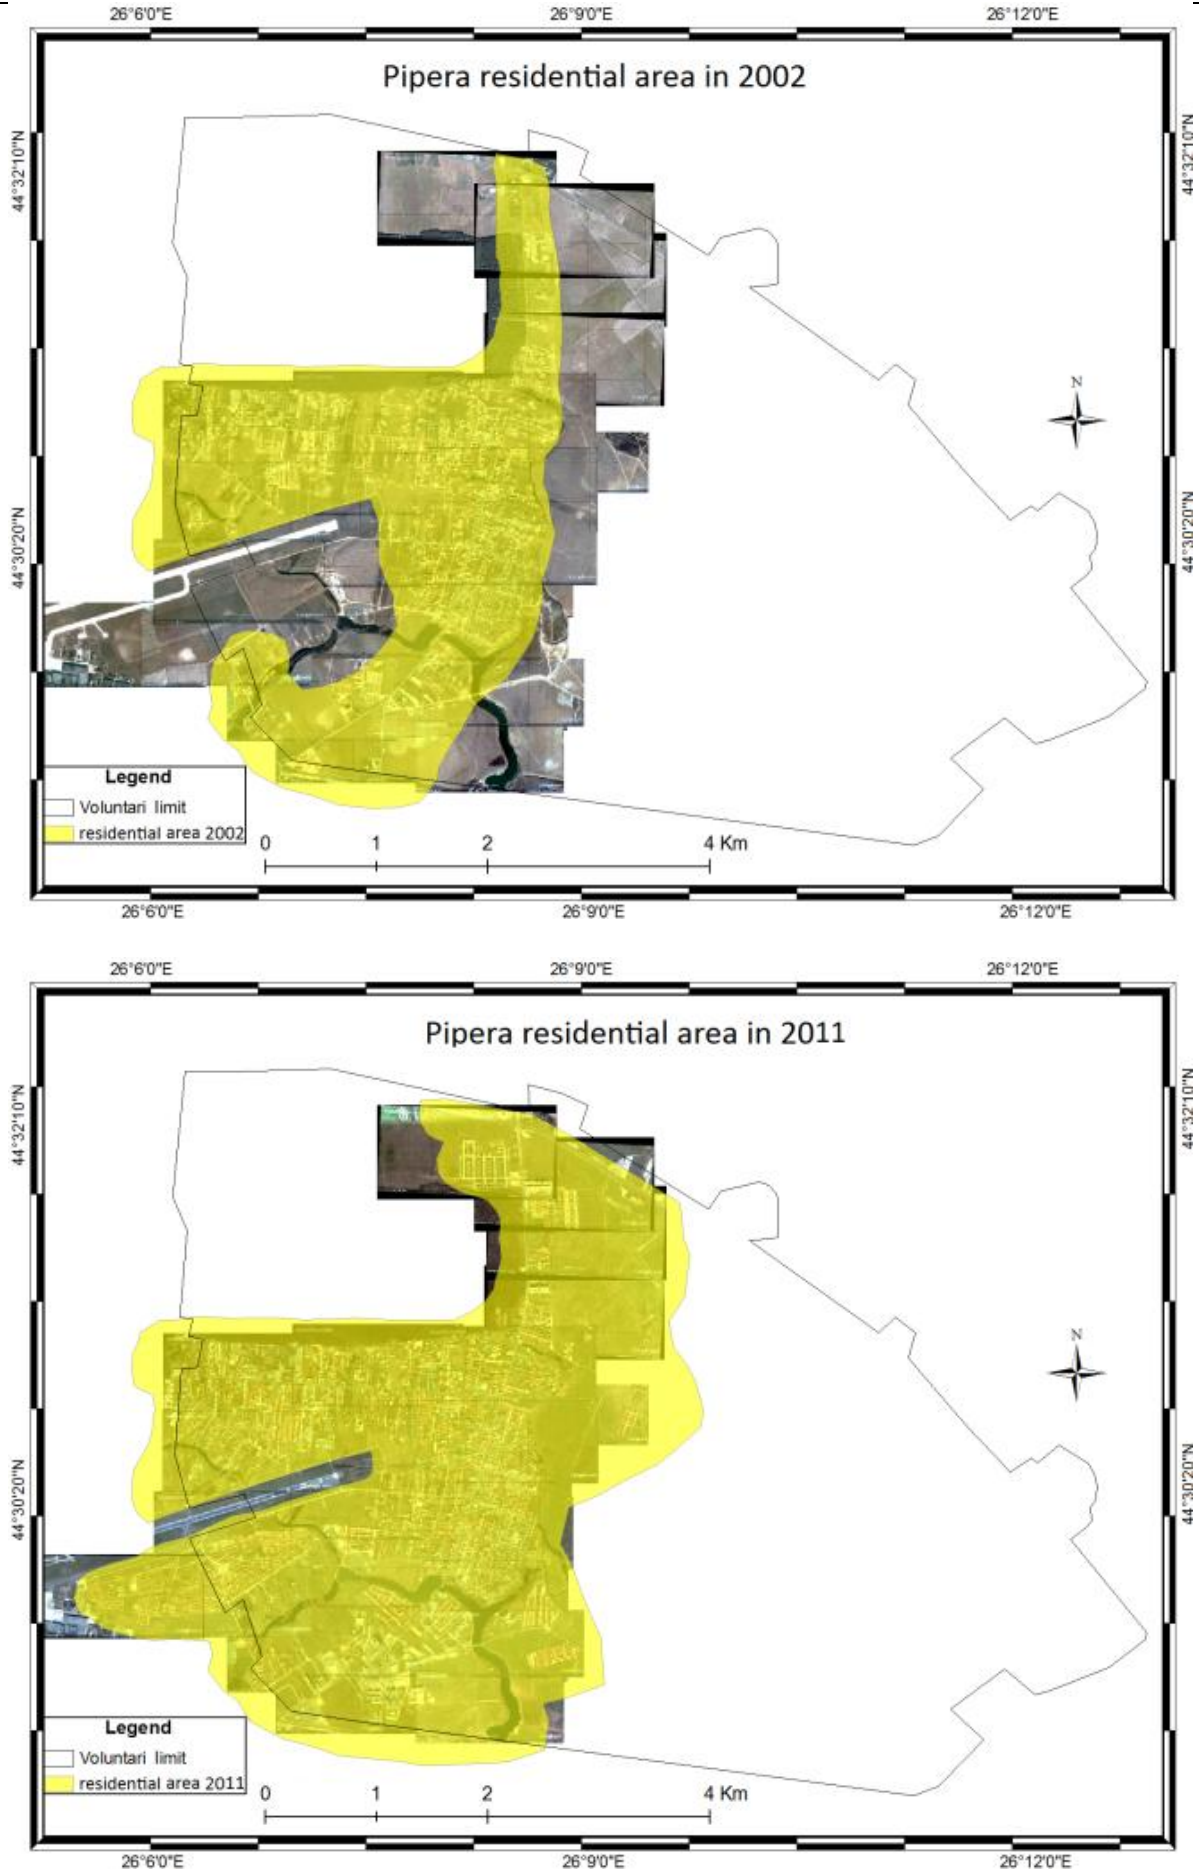 26°6'0"E 26°9'0"E 26°12'0"E
Pipera residential area in 2002
44°32'10"N 44°32'10"N
N
44°30'20"N 44°30'20"N
Legend
Voluntari limit
residential area 2002
0 1 2 4 Km
26°6'0"E 26°9'0"E 26°12'0"E
26°6'0"E 26°9'0"E 26°12'0"E
Pipera residential area in 2011
44°32'10"N 44°32'10"N
N
44°30'20"N 44°30'20"N
Legend
Voluntari limit
residential area 2011
0 1 2 4 Km
26°6'0"E 26°9'0"E 26°12'0"E